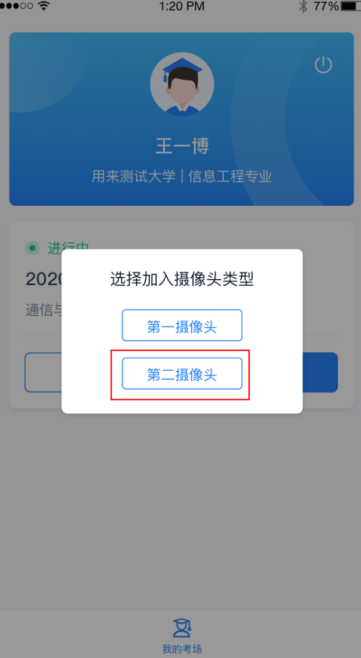 1:20 PM
77%
王一博
用来测试大学 | 信息工程专业
进行中
2020
通信与
选择加入摄像头类型
第一摄像头
第二摄像头
我的考场